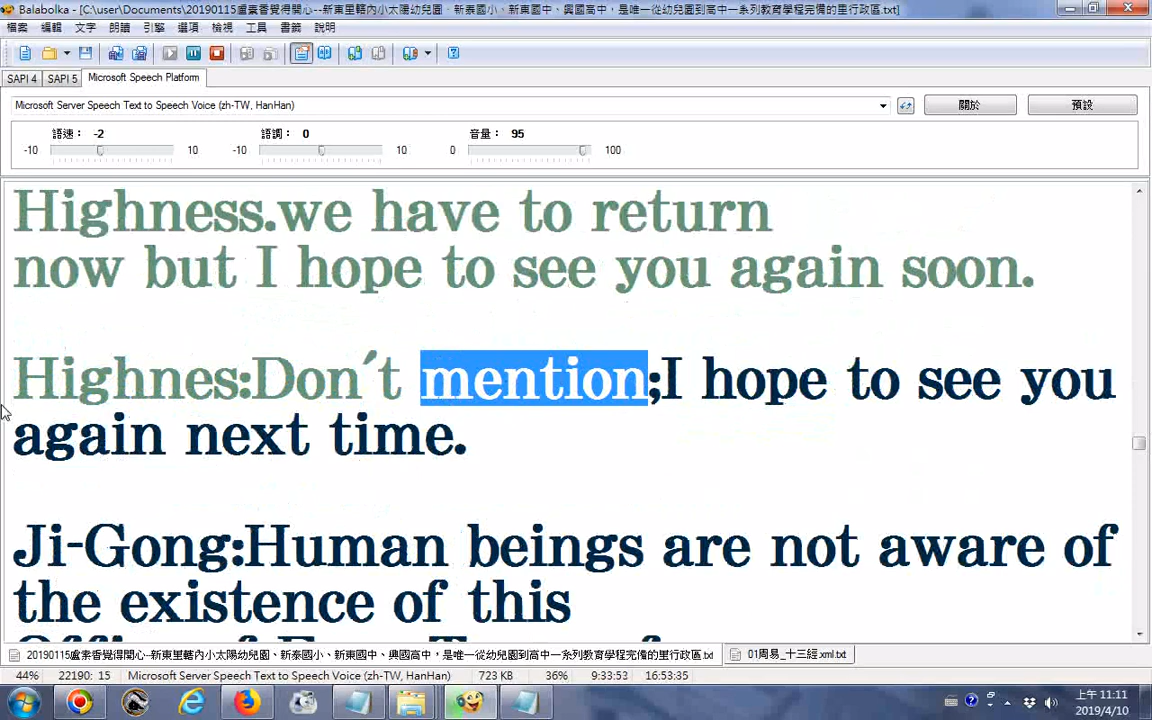 Balabolka - [C:\user\Documents\20190115盧素香覺得開心--新東里轄內小太陽幼兒園、新泰國小、新東國中、興國高中，是唯一從幼兒園到高中一系列教育學程完備的里行政區.txt]
檔案 編輯 文字 朗讀 引擎 選項 檢視 工具 書籤 說明
SAPI 4 SAPI 5 Microsoft Speech Platform
Microsoft Server Speech Text to Speech Voice (zh-TW, HanHan) 關於 預設
語速： -2 語調： 0 音量： 95
-10 10 -10 10 0 100
Highness.we have to return
now but I hope to see you again soon.
Highnes:Don´t mention;I hope to see you
again next time.
Ji-Gong:Human beings are not aware of
the existence of this
20190115盧素香覺得開心--新東里轄內小太陽幼兒園、新泰國小、新東國中、興國高中，是唯一從幼兒園到高中一系列教育學程完備的里行政區.txt 01周易_十三經.xml.txt
44% 22190: 15 Microsoft Server Speech Text to Speech Voice (zh-TW, HanHan) 723 KB 36% 9:33:53 16:53:35
上午 11:11
2019/4/10